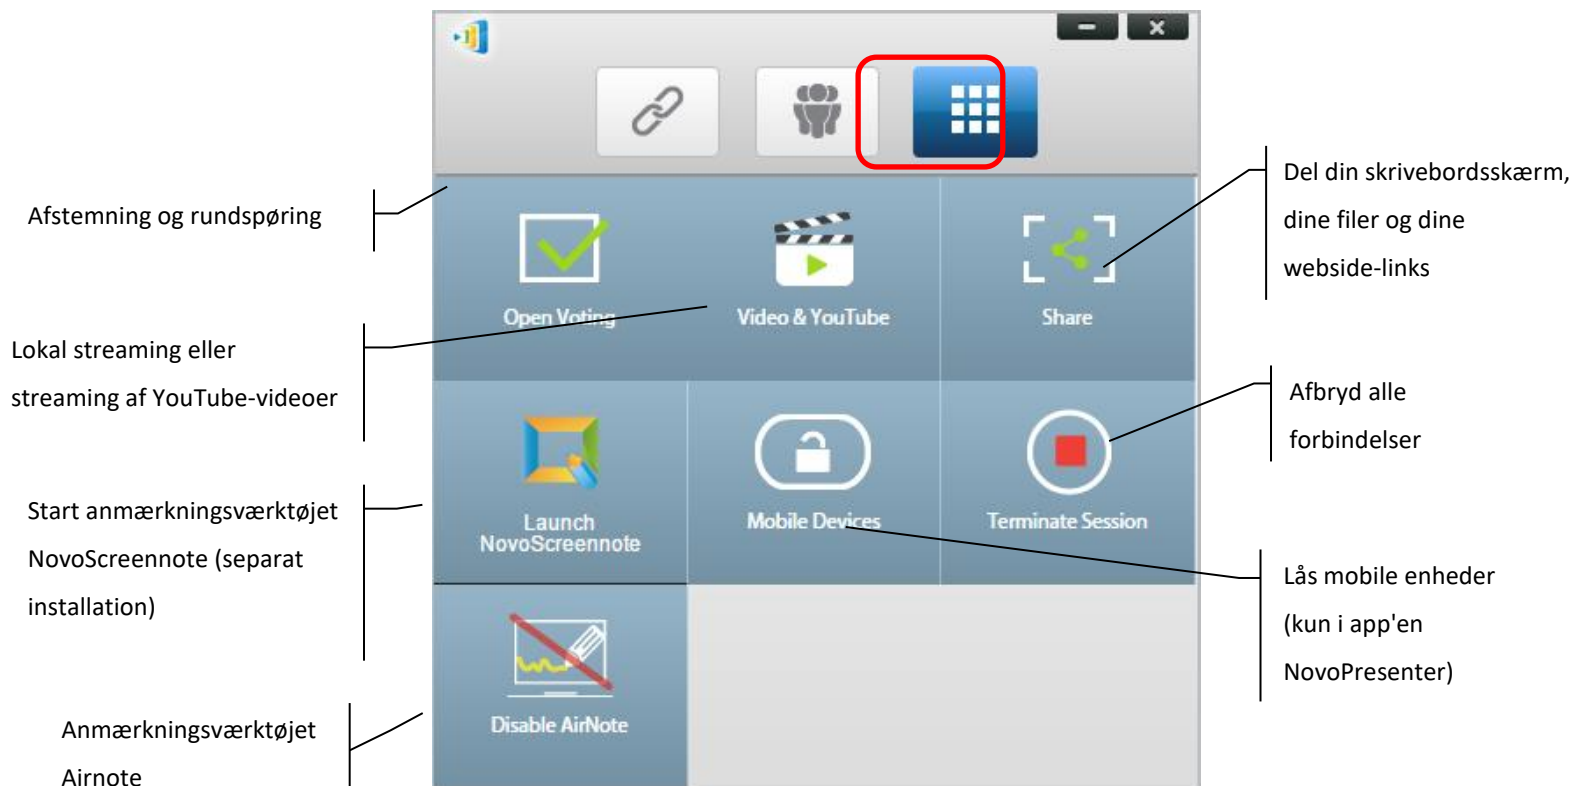 Afstemning og rundspøring
Lokal streaming eller
streaming af YouTube-videoer
Start anmærkningsværktøjet
NovoScreennote (separat
installation)
Anmærkningsværktøjet
Airnote
Open Voting
Video & YouTube
Share
Launch
NovoScreennote
Mobile Devices
Terminate Session
Disable AirNote
Del din skrivebordsskærm,
dine filer og dine
webside-links
Afbryd alle
forbindelser
Lås mobile enheder
(kun i app'en
NovoPresenter)